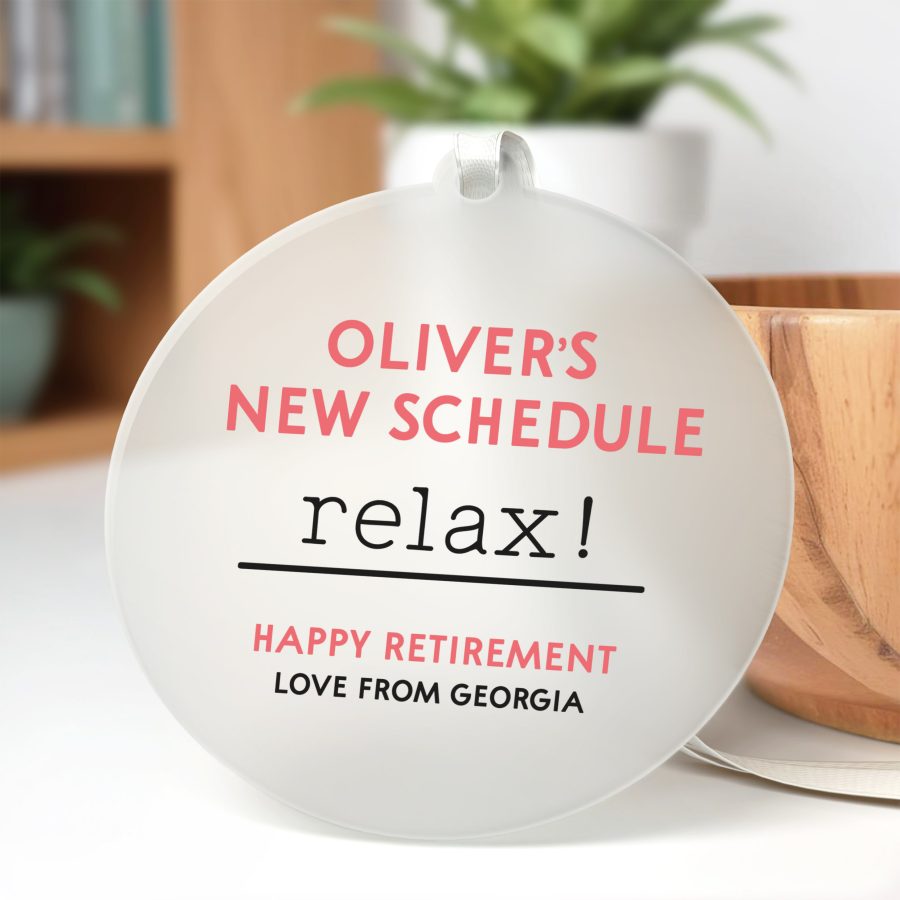 OLIVER'S
NEW SCHEDULE
relax!
HAPPY RETIREMENT
LOVE FROM GEORGIA